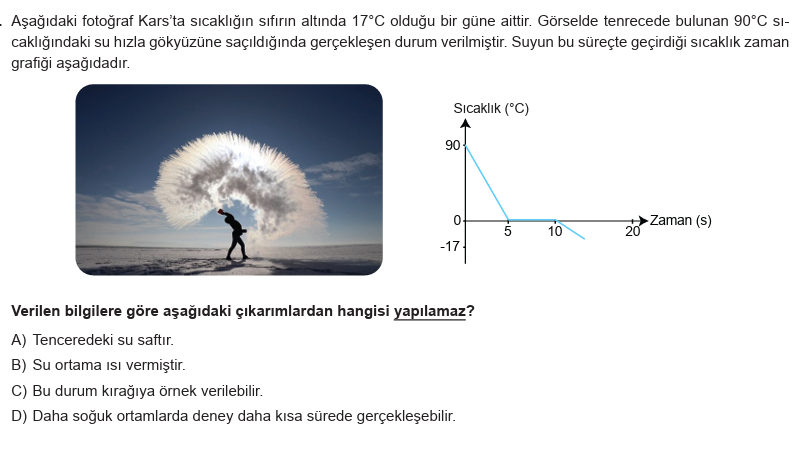 . Aşağıdaki fotoğraf Kars'ta sıcaklığın sıfırın altında 17°C olduğu bir güne aittir. Görselde tenrecede bulunan 90°C sı-
caklığındaki su hızla gökyüzüne saçıldığında gerçekleşen durum verilmiştir. Suyun bu süreçte geçirdiği sıcaklık zaman
grafiği aşağıdadır.
Sıcaklık (°C)
90
0
-17
5
10
20
Zaman (s)
Verilen bilgilere göre aşağıdaki çıkarımlardan hangisi yapılamaz?
A) Tenceredeki su saftır.
B) Su ortama ısı vermiştir.
C) Bu durum kırağıya örnek verilebilir.
D) Daha soğuk ortamlarda deney daha kısa sürede gerçekleşebilir.